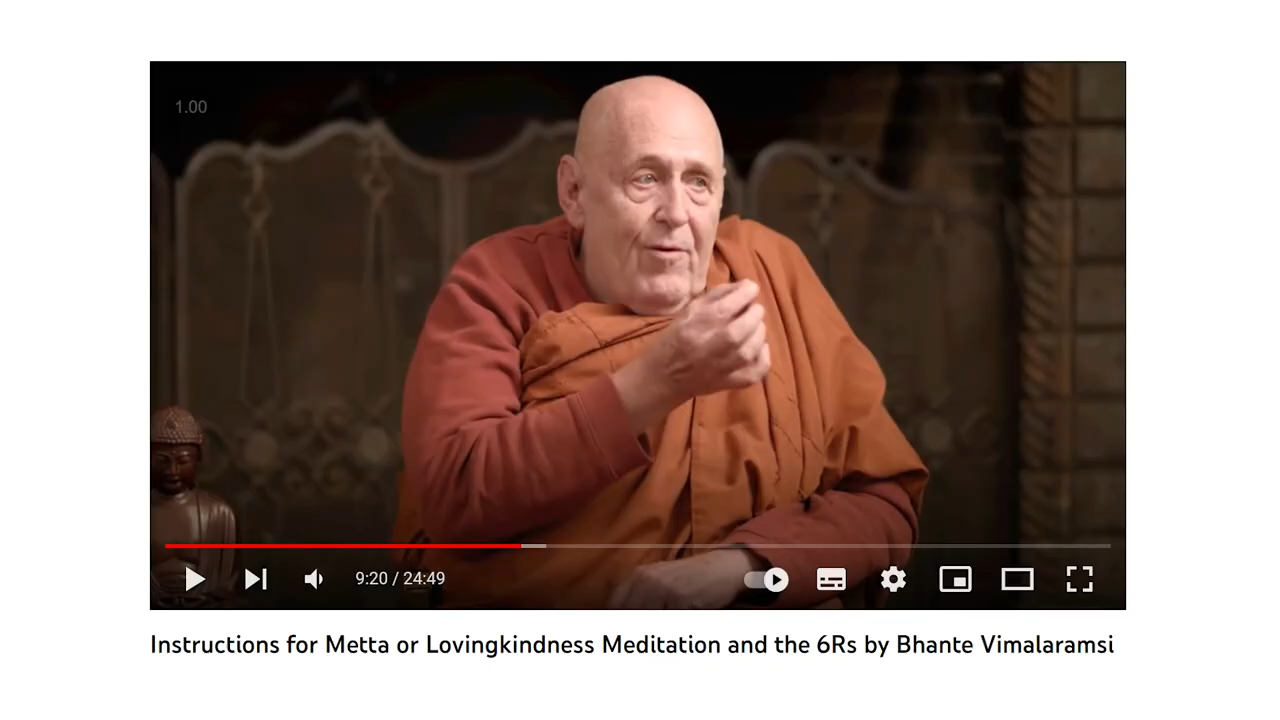 1.00
9:20 / 24:49
Instructions for Metta or Lovingkindness Meditation and the 6Rs by Bhante Vimalaramsi